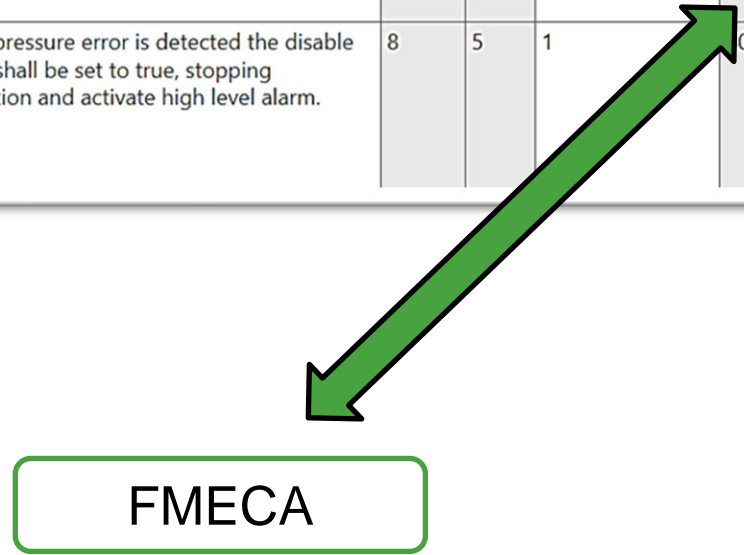 pressure error is detected the disable 8 5 1
shall be set to true, stopping
tion and activate high level alarm.
FMECA